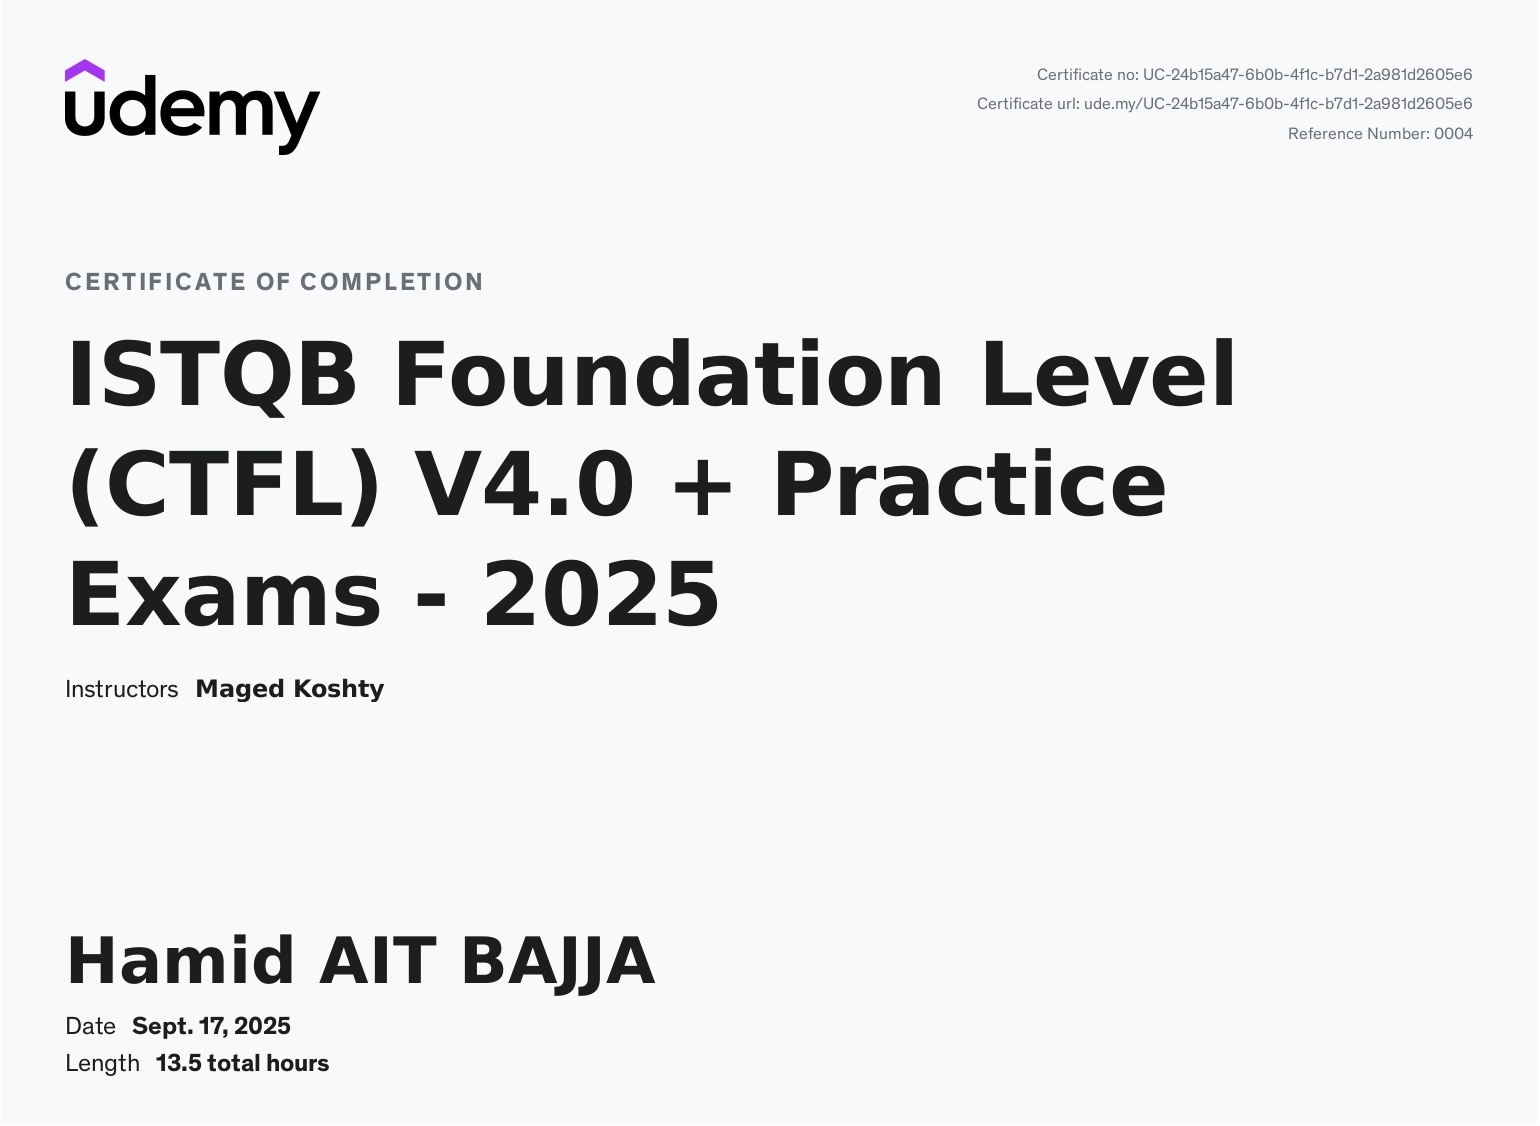 udemy
Certificate no: UC-24b15a47-6b0b-4f1c-b7d1-2a981d2605e6
Certificate url: ude.my/UC-24b15a47-6b0b-4f1c-b7d1-2a981d2605e6
Reference Number: 0004
CERTIFICATE OF COMPLETION
ISTQB Foundation Level
(CTFL) V4.0 + Practice
Exams - 2025
Instructors Maged Koshty
Hamid AIT BAJJA
Date Sept. 17, 2025
Length 13.5 total hours